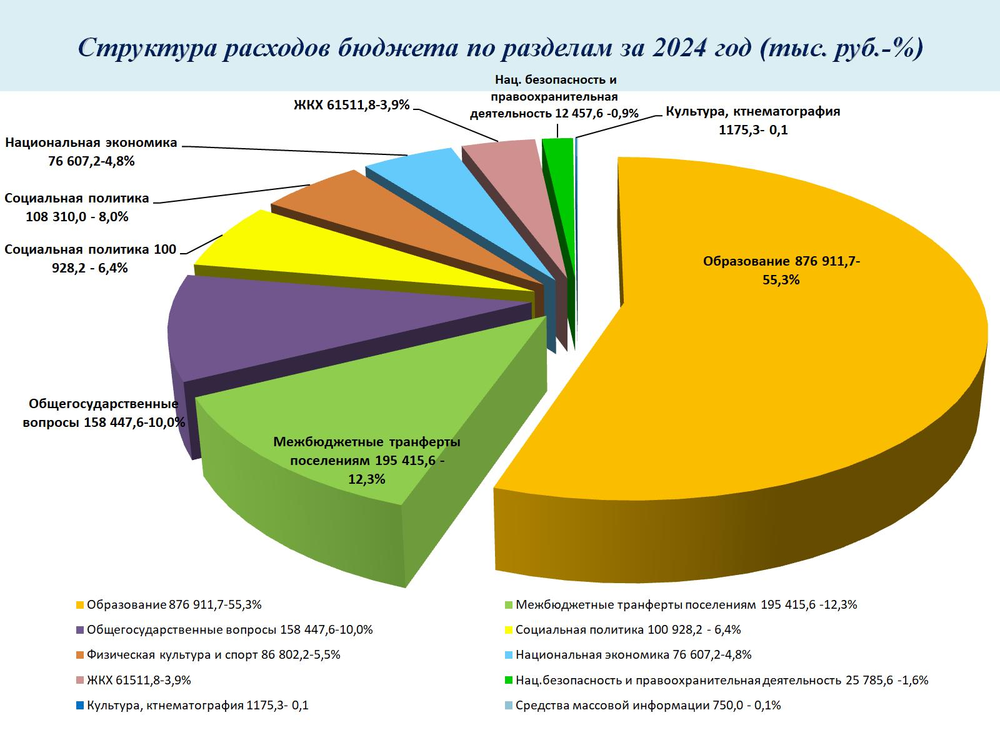 Структура расходов бюджета по разделам за 2024 год (тыс. руб.-%)
Нац. безопасность и
правоохранительная
деятельность 12 457,6 -0,9%
ЖКХ 61511,8-3,9%
Культура, ктнематография
1175,3- 0,1
Национальная экономика
76 607,2-4,8%
Социальная политика
108 310,0 - 8,0%
Социальная политика 100
928,2 - 6,4%
Образование 876 911,7-
55,3%
Общегосударственные
вопросы 158 447,6-10,0%
Межбюджетные транферты
поселениям 195 415,6 -
12,3%
Образование 876 911,7-55,3%
Межбюджетные транферты поселениям 195 415,6 -12,3%
Общегосударственные вопросы 158 447,6-10,0%
Социальная политика 100 928,2 - 6,4%
Физическая культура и спорт 86 802,2-5,5%
Национальная экономика 76 607,2-4,8%
ЖКХ 61511,8-3,9%
Нац.безопасность и правоохранительная деятельность 25 785,6 -1,6%
Культура, ктнематография 1175,3- 0,1
Средства массовой информации 750,0 - 0,1%